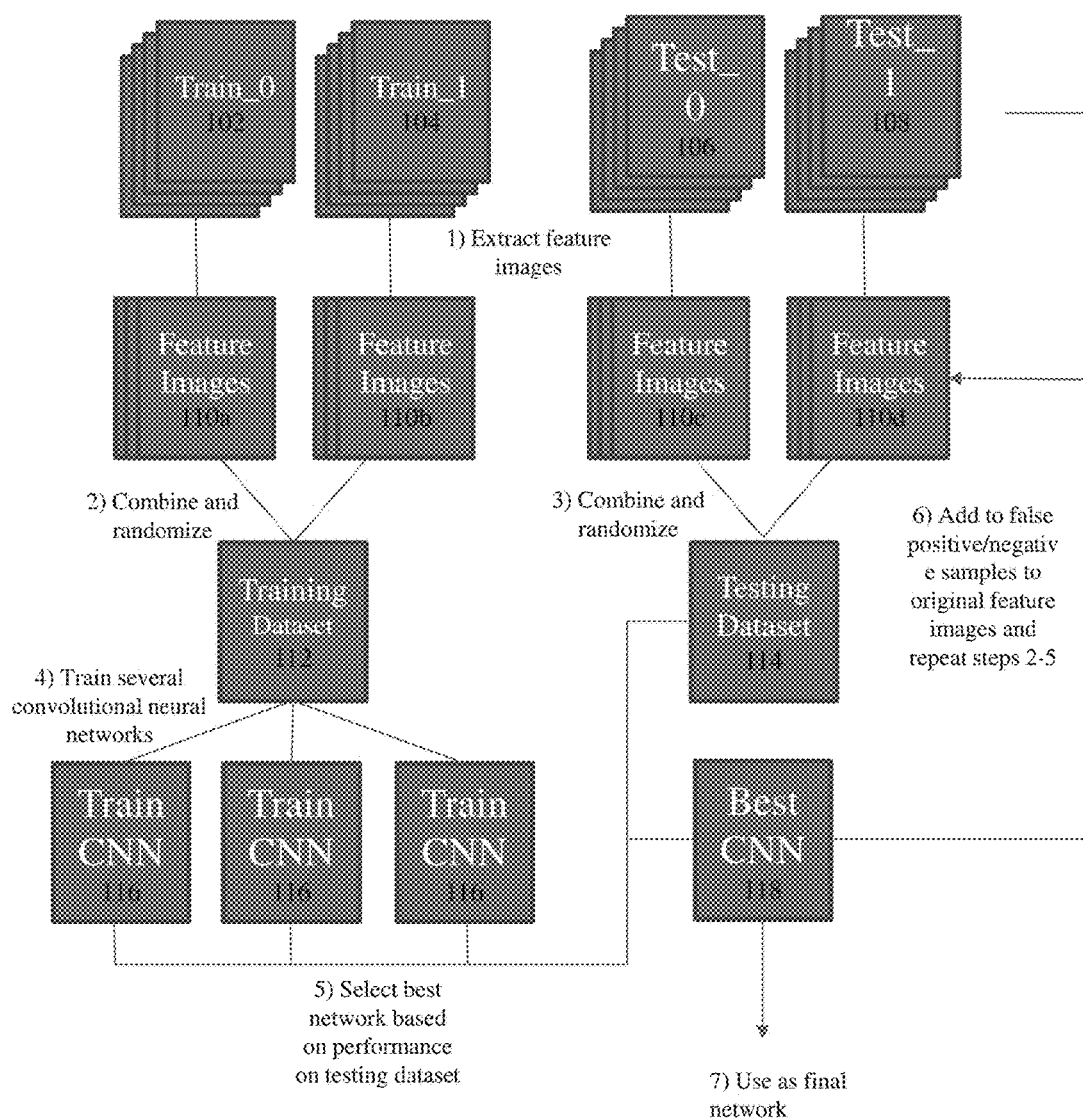 Train_0
102
Train_1
104
Test_
0
106
Test_
1
108
1) Extract feature
images
Feature
Images
110a
Feature
Images
110b
Feature
Images
110c
Feature
Images
110d
2) Combine and
randomize
3) Combine and
randomize
6) Add to false
positive/negativ
e samples to
original feature
images and
repeat steps 2-5
Training
Dataset
112
Testing
Dataset
114
4) Train several
convolutional neural
networks
Train
CNN
116
Train
CNN
116
Train
CNN
116
Best
CNN
118
5) Select best
network based
on performance
on testing dataset
7) Use as final
network